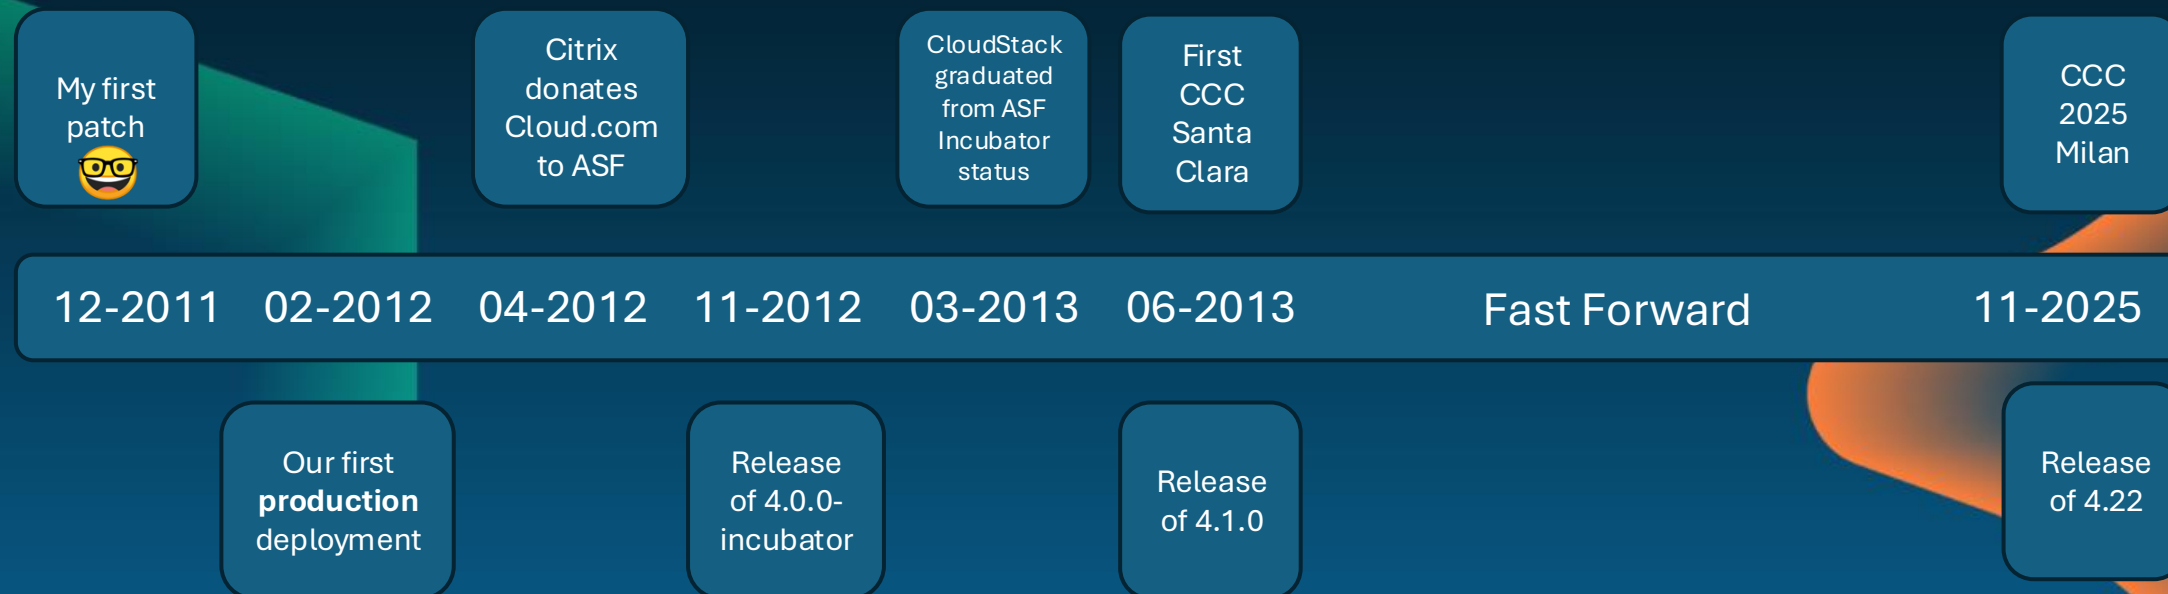 My first
patch
🤓
Citrix
donates
Cloud.com
to ASF
CloudStack
graduated
from ASF
Incubator
status
First
CCC
Santa
Clara
CCC
2025
Milan
12-2011
02-2012
04-2012
11-2012
03-2013
06-2013
Fast Forward
11-2025
Our first
production
deployment
Release
of 4.0.0-
incubator
Release
of 4.1.0
Release
of 4.22